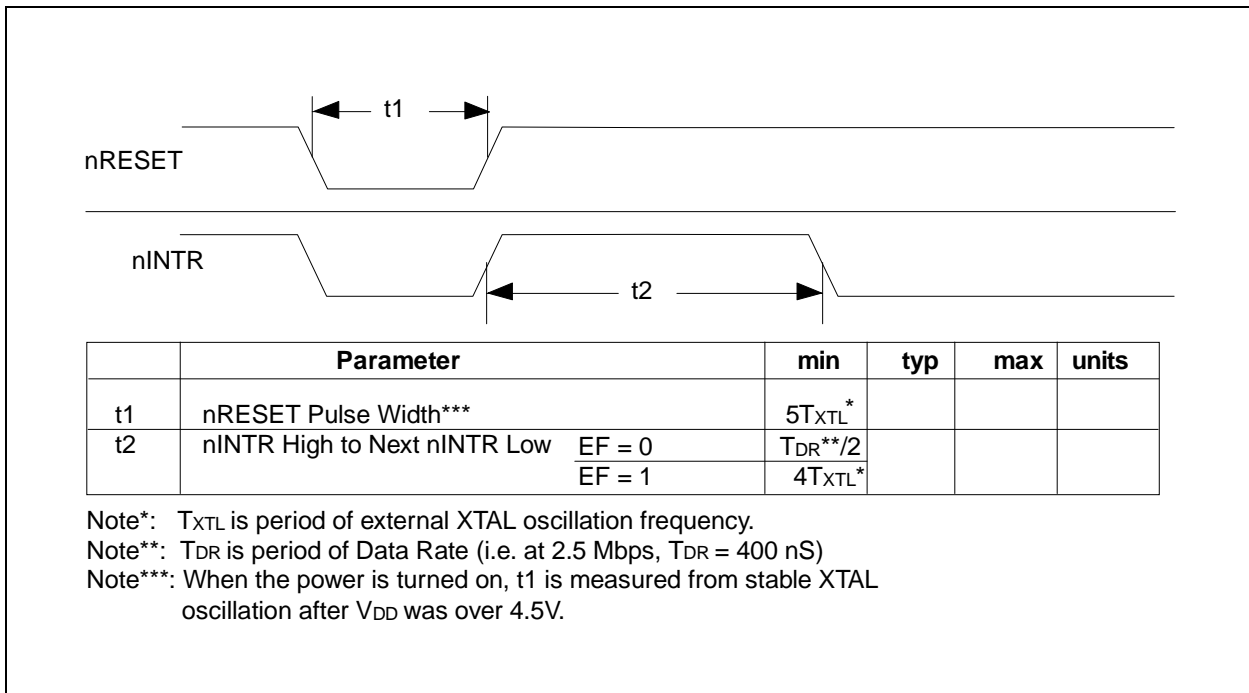 t1
nRESET
nINTR
t2
Parameter min typ max units
t1 nRESET Pulse Width*** 5TXTL*
t2 nINTR High to Next nINTR Low EF = 0 TDR**/2
EF = 1 4TXTL*
Note*: TXTL is period of external XTAL oscillation frequency.
Note**: TDR is period of Data Rate (i.e. at 2.5 Mbps, TDR = 400 nS)
Note***: When the power is turned on, t1 is measured from stable XTAL
oscillation after VDD was over 4.5V.